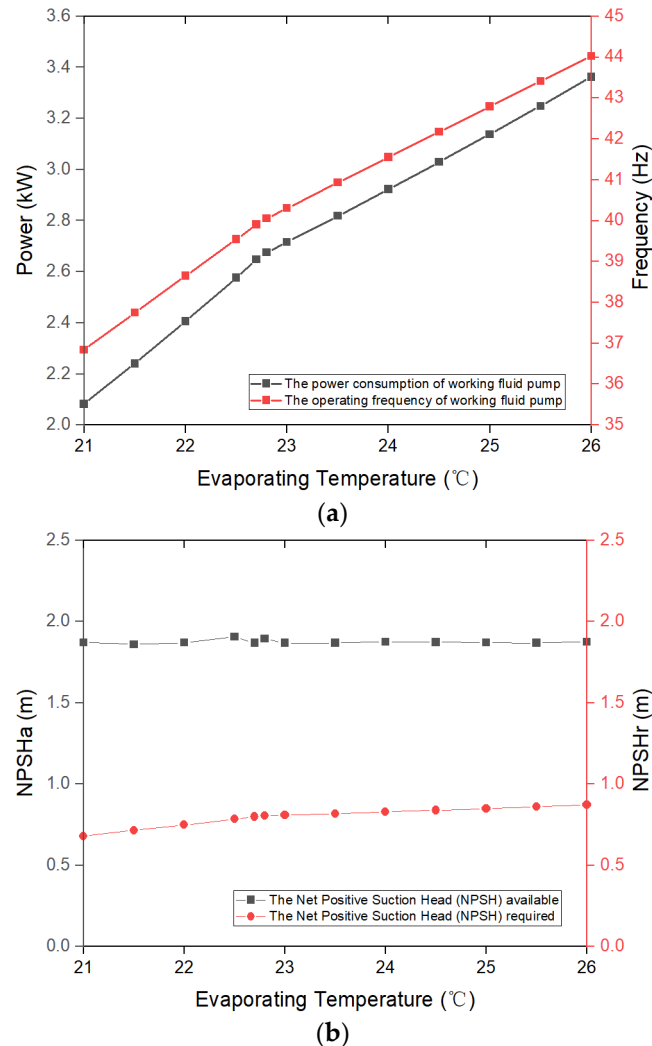 3.6
3.4
3.2
3.0
2.8
2.6
2.4
2.2
2.0
Power (kW)
45
44
43
42
41
40
39
38
37
36
35
Frequency (Hz)
The power consumption of working fluid pump
The operating frequency of working fluid pump
21 22 23 24 25 26
Evaporating Temperature (℃)
(a)
2.5
2.0
1.5
1.0
0.5
0.0
NPSHa (m)
2.5
2.0
1.5
1.0
0.5
0.0
NPSHr (m)
The Net Positive Suction Head (NPSH) available
The Net Positive Suction Head (NPSH) required
21 22 23 24 25 26
Evaporating Temperature (℃)
(b)